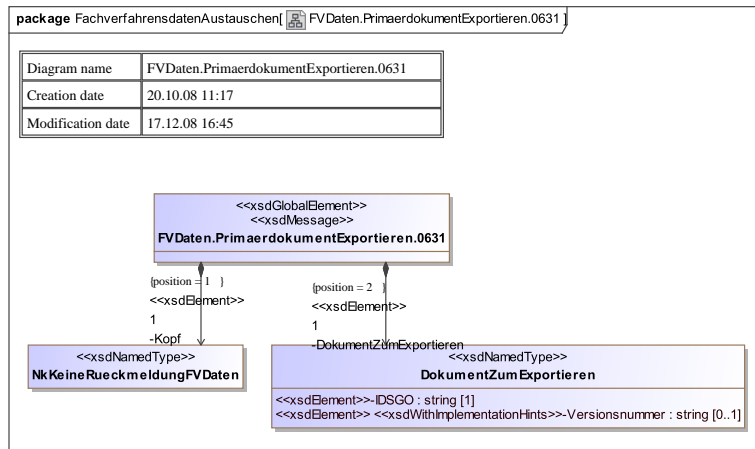 package FachverfahrensdatenAustauschen[ FVDaten.PrimaerdokumentExportieren.0631 ]
Diagram name FVDaten.PrimaerdokumentExportieren.0631
Creation date 20.10.08 11:17
Modification date 17.12.08 16:45
<<xsdGlobalElement>>
<<xsdMessage>>
FVDaten.PrimaerdokumentExportieren.0631
{position = 1 }
<<xsdElement>>
1
-Kopf
{position = 2 }
<<xsdElement>>
1
-DokumentZumExportieren
<<xsdNamedType>>
NkKeineRueckmeldungFVDaten
<<xsdNamedType>>
DokumentZumExportieren
<<xsdElement>>-IDSGO : string [1]
<<xsdElement>> <<xsdWithImplementationHints>>-Versionsnummer : string [0..1]